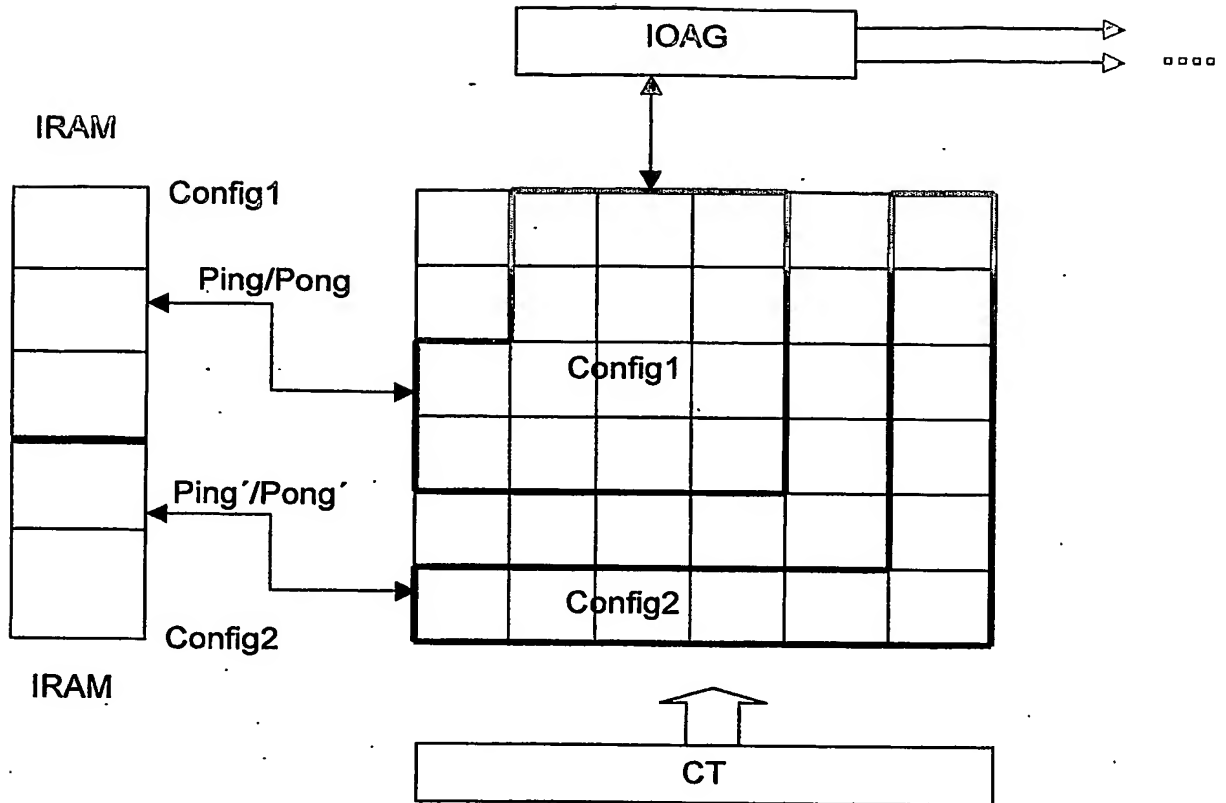 IOAG
IRAM
Config1
Ping/Pong
Config1
Ping´/Pong´
Config2
Config2
IRAM
CT